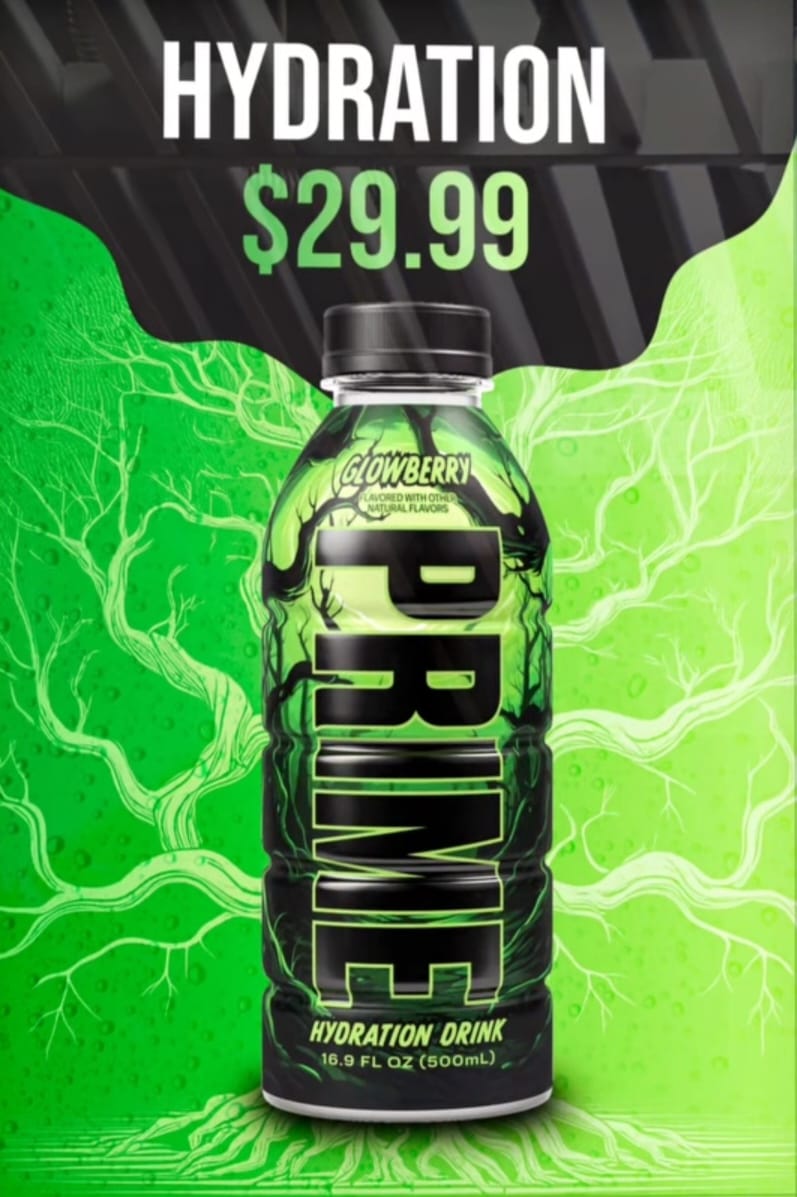 HYDRATION
$29.99
GLOWBERRY
FLAVORED WITH OTHER
NATURAL FLAVORS
PRIME
HYDRATION DRINK
16.9 FL OZ (500mL)